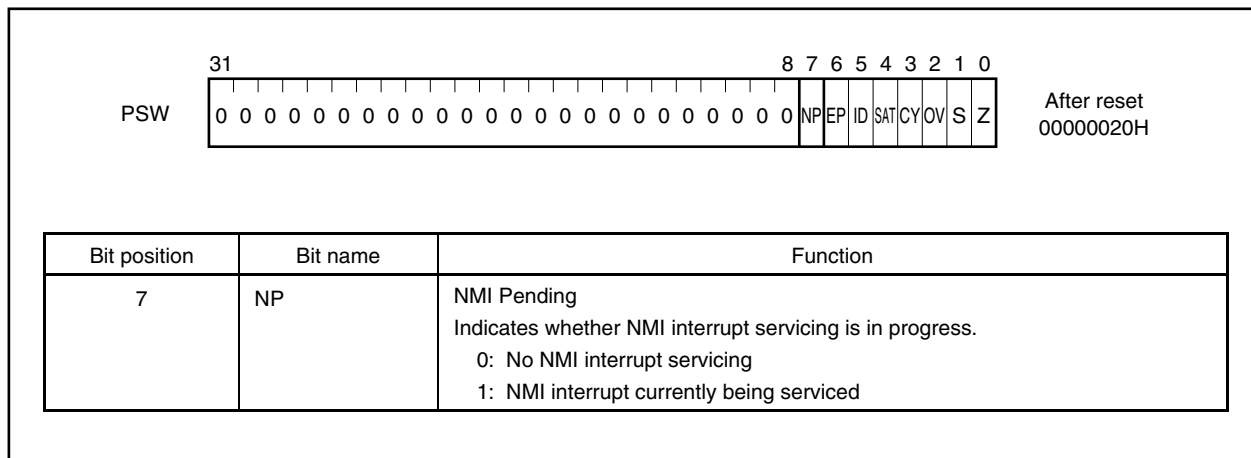 31 8 7 6 5 4 3 2 1 0
PSW 0 0 0 0 0 0 0 0 0 0 0 0 0 0 0 0 0 0 0 0 0 0 0 0 NP EP ID SAT CY OV S Z
After reset
00000020H
Bit position Bit name Function
7 NP NMI Pending
Indicates whether NMI interrupt servicing is in progress.
0: No NMI interrupt servicing
1: NMI interrupt currently being serviced